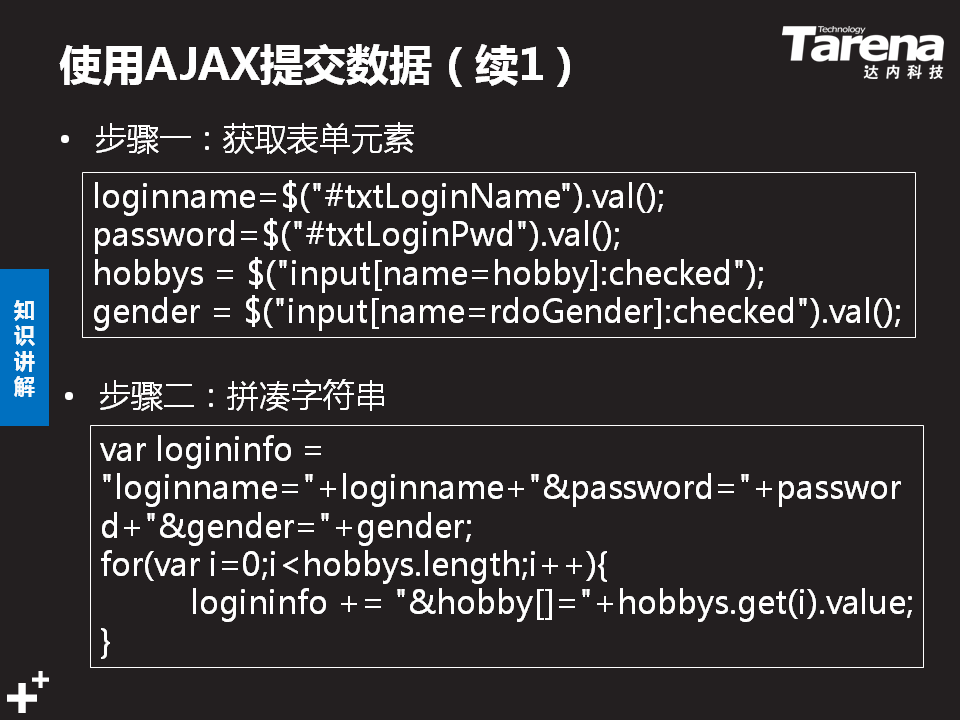 使用AJAX提交数据（续1）
Technology
Tarena
达内科技
• 步骤一：获取表单元素
loginname=$("#txtLoginName").val();
password=$("#txtLoginPwd").val();
hobbys = $("input[name=hobby]:checked");
gender = $("input[name=rdoGender]:checked").val();
知
识
讲
解
• 步骤二：拼凑字符串
var logininfo =
"loginname="+loginname+"&password="+passwor
d+"&gender="+gender;
for(var i=0;i<hobbys.length;i++){
logininfo += "&hobby[]="+hobbys.get(i).value;
}